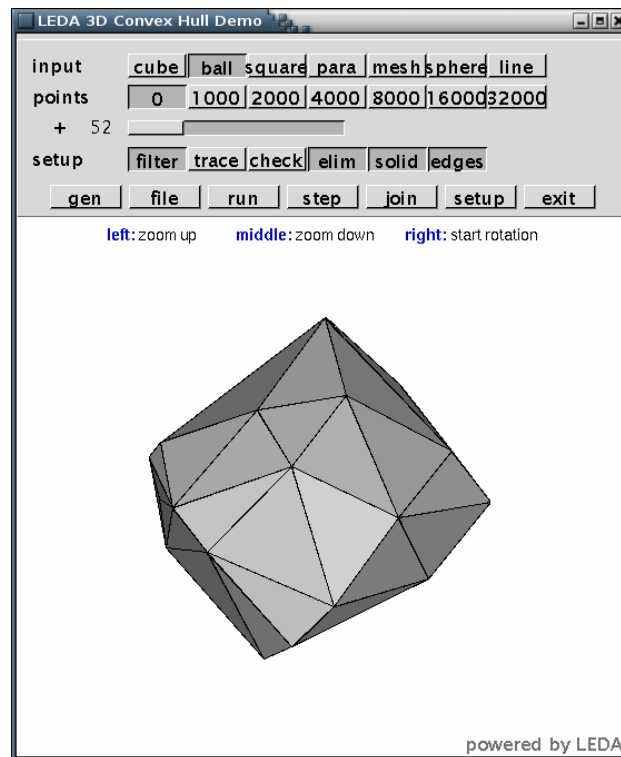 LEDA 3D Convex Hull Demo
input cube ball square para mesh sphere line
points 0 1000 2000 4000 8000 16000 32000
+ 52
setup filter trace check elim solid edges
gen file run step join setup exit
left: zoom up middle: zoom down right: start rotation
powered by LEDA